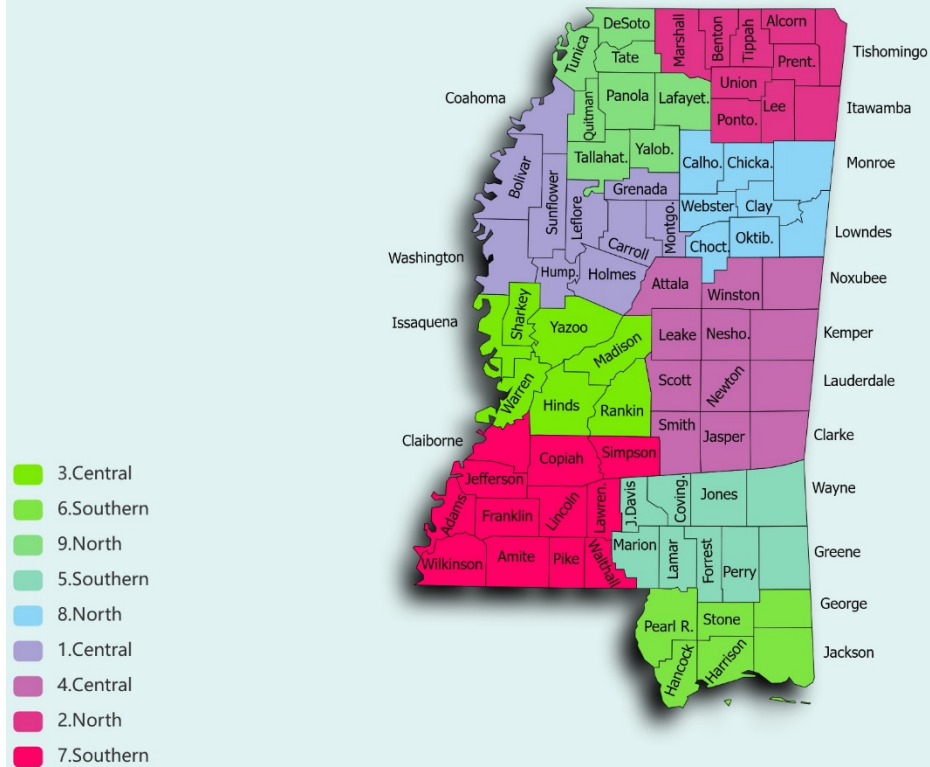 DeSoto
Marshall
Benton
Tippah
Alcorn
Tishomingo
Tunica
Tate
Prent.
Coahoma
Quitman
Panola
Lafayet.
Union
Lee
Itawamba
Ponto.
Bolivar
Sunflower
Tallahat.
Yalob.
Calho.
Chicka.
Monroe
Leflore
Grenada
Webster
Clay
Washington
Carroll
Montgo.
Choct.
Oktib.
Lowndes
Hump.
Holmes
Attala
Winston
Noxubee
Issaquena
Sharkey
Yazoo
Madison
Leake
Nesho.
Kemper
Warren
Hinds
Rankin
Scott
Newton
Lauderdale
Claiborne
Copiah
Simpson
Smith
Jasper
Clarke
Jefferson
Adams
Franklin
Lincoln
Lawren.
J.Davis
Coving.
Jones
Wayne
Wilkinson
Amite
Pike
Walthall
Marion
Lamar
Forrest
Perry
Greene
Pearl R.
Stone
George
Hancock
Harrison
Jackson
3.Central
6.Southern
9.North
5.Southern
8.North
1.Central
4.Central
2.North
7.Southern